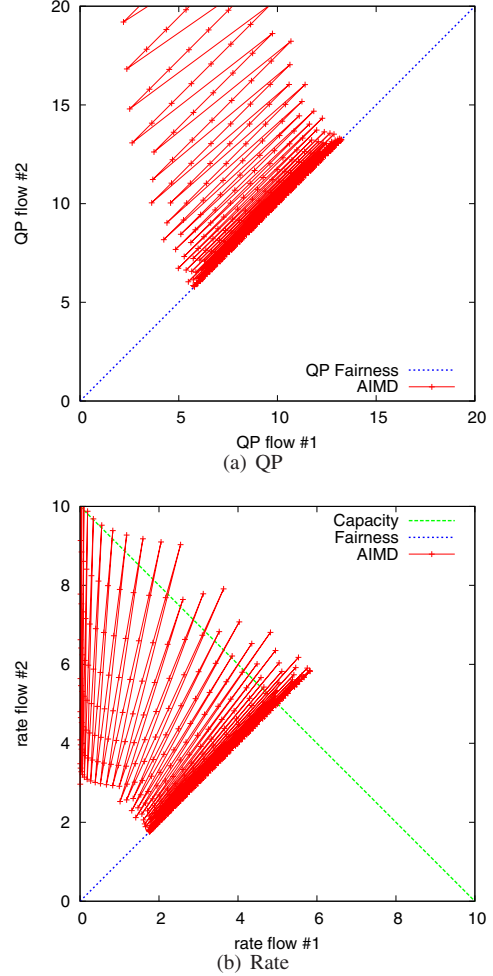 20
15
10
5
0
QP flow #2
QP Fairness
AIMD
0 5 10 15 20
QP flow #1
(a) QP
10
8
6
4
2
0
rate flow #2
Capacity
Fairness
AIMD
0 2 4 6 8 10
rate flow #1
(b) Rate